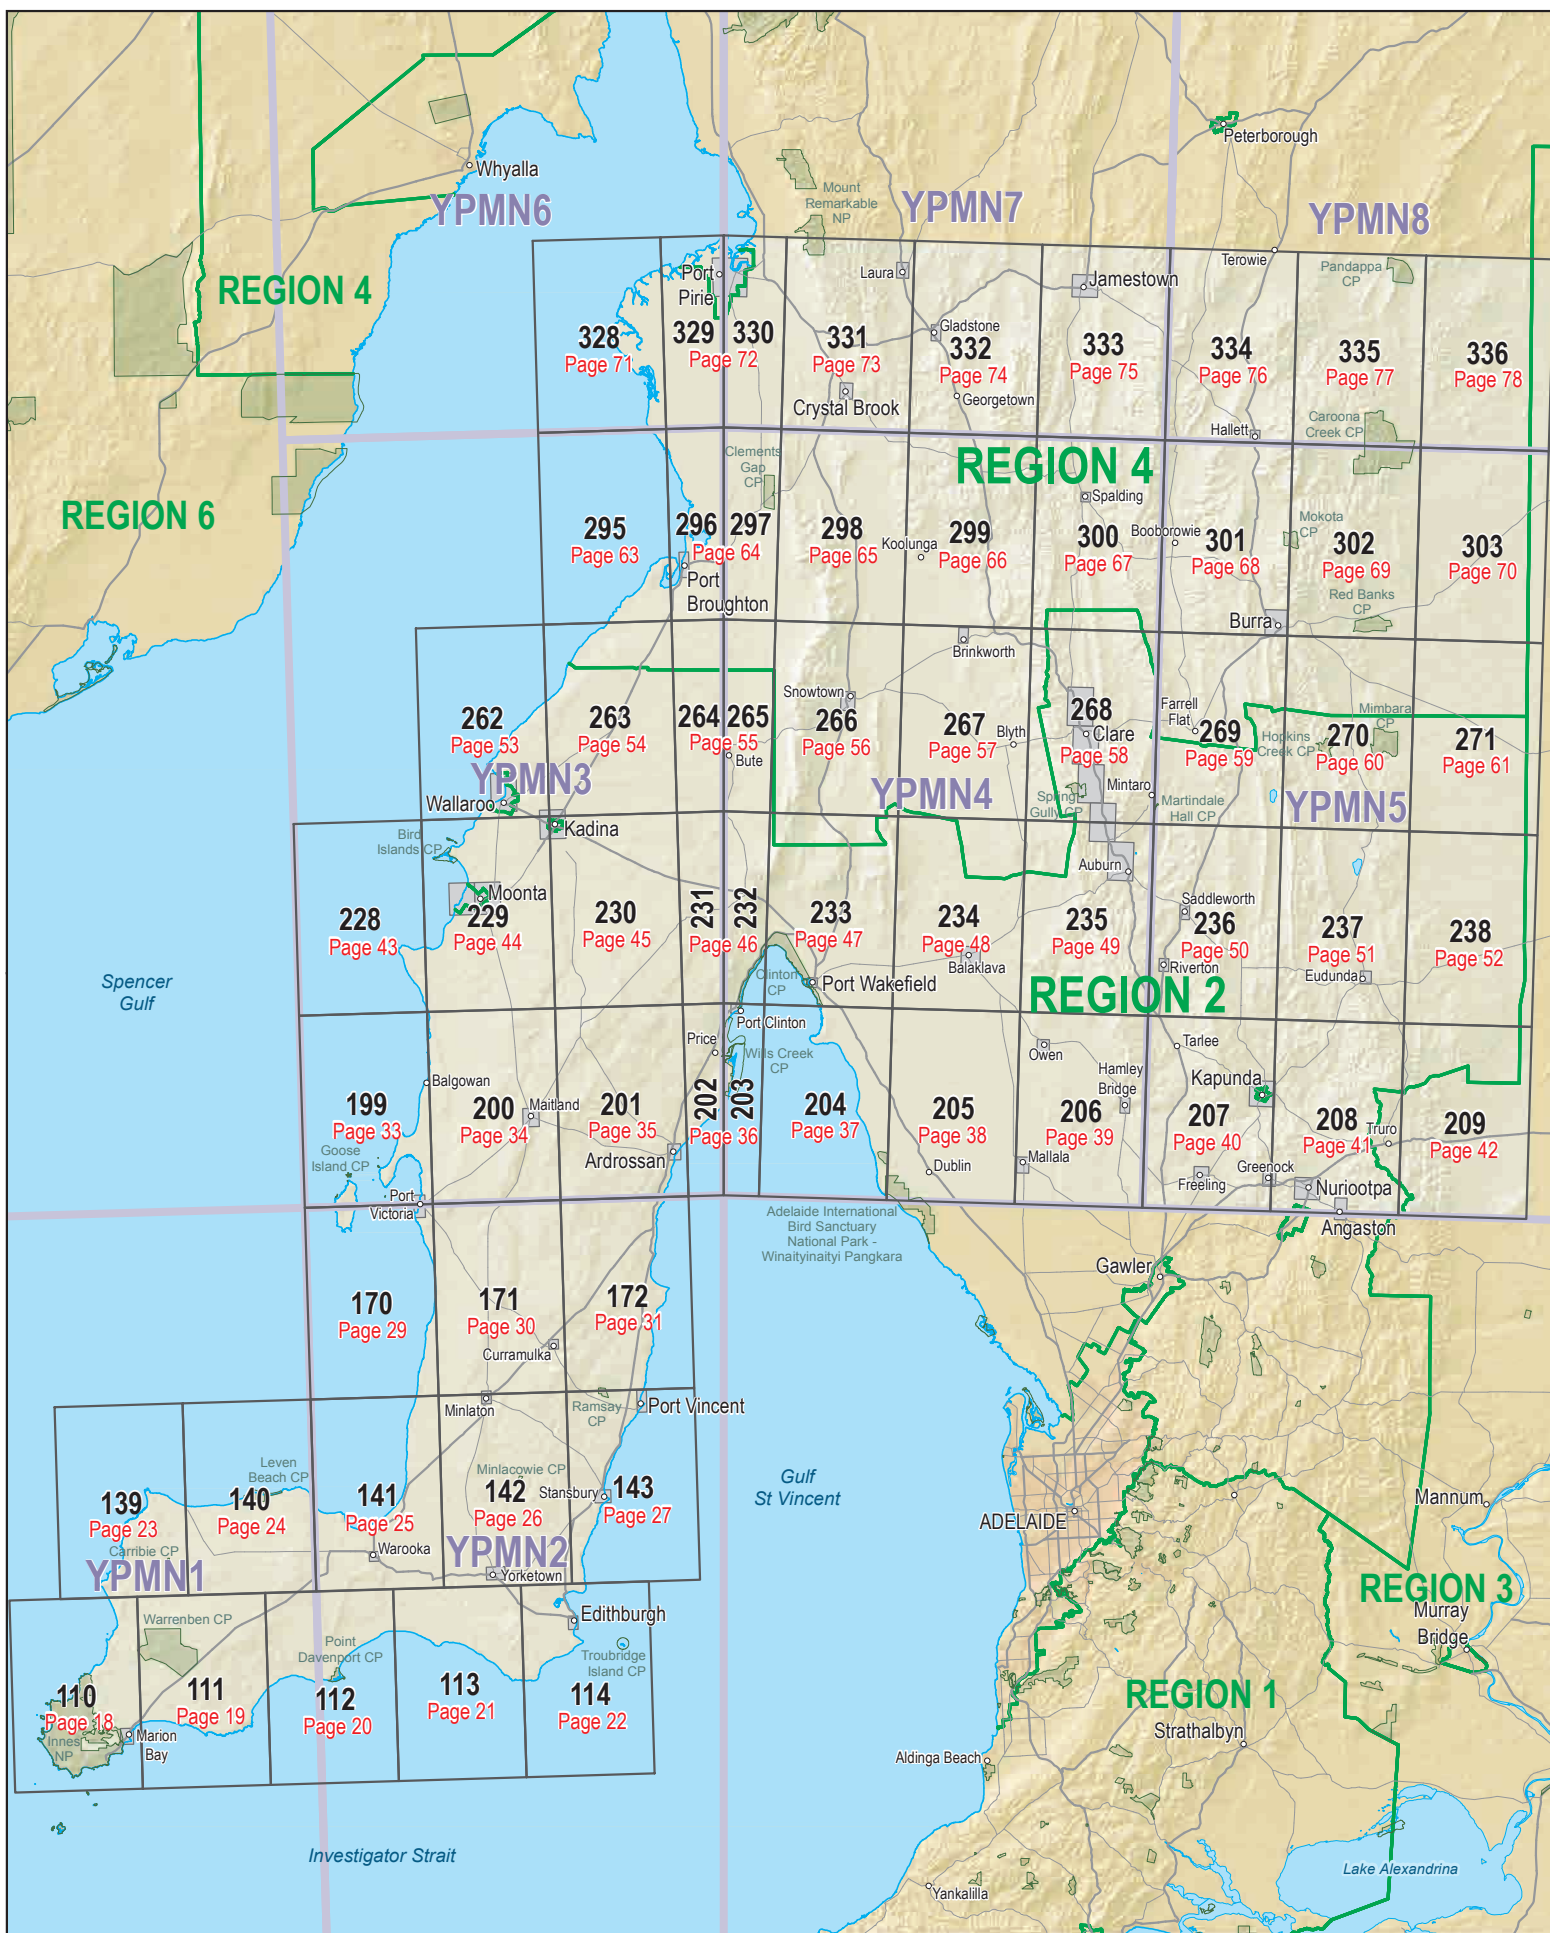 Peterborough
Whyalla
Mount
Remarkable
NP
YPMN6
YPMN7
YPMN8
Terowie
Pandappa
CP
REGION 4
Port
Pirie
Laura
Jamestown
328
Page 71
329
330
Page 72
331
Page 73
Gladstone
332
Page 74
Georgetown
333
Page 75
334
Page 76
335
Page 77
336
Page 78
Crystal Brook
Caroona
Creek CP
Hallett
Clements
Gap
CP
REGION 4
Spalding
REGION 6
295
Page 63
296
297
Page 64
298
Page 65
Koolunga
299
Page 66
300
Page 67
Booborowie
301
Page 68
Mokota
CP
302
Page 69
303
Page 70
Red Banks
CP
Port
Broughton
Burra
Brinkworth
262
Page 53
263
Page 54
264
265
Page 55
Bute
Snowtown
266
Page 56
267
Page 57
Blyth
268
Clare
Page 58
Farrell
Flat
269
Page 59
Mimbara
CP
Hopkins
Creek CP
270
Page 60
271
Page 61
YPMN3
YPMN4
YPMN5
Wallaroo
Kadina
Spring
Gully CP
Mintaro
Martindale
Hall CP
Bird
Islands CP
Moonta
Auburn
228
Page 43
229
Page 44
230
Page 45
231
232
Page 46
233
Page 47
234
Page 48
Balaklava
235
Page 49
Saddleworth
236
Page 50
Riverton
237
Page 51
Eudunda
238
Page 52
Spencer
Gulf
Clinton
CP
Port Wakefield
REGION 2
Port Clinton
Price
Wills Creek
CP
Owen
Tarlee
Hamley
Bridge
Kapunda
Balgowan
199
Page 33
Goose
Island CP
200
Page 34
Maitland
201
Page 35
Ardrossan
202
203
Page 36
204
Page 37
205
Page 38
Dublin
206
Page 39
Mallala
207
Page 40
Freeling
Greenock
208
Page 41
Truro
209
Page 42
Nuriootpa
Angaston
Port
Victoria
Adelaide International
Bird Sanctuary
National Park -
Winaityinaityi Pangkara
Gawler
170
Page 29
171
Page 30
Curramulka
172
Page 31
Minlaton
Ramsay
CP
Port Vincent
Leven
Beach CP
139
Page 23
Carribie CP
140
Page 24
141
Page 25
Warooka
Minlacowie CP
142
Page 26
Stansbury
143
Page 27
Gulf
St Vincent
Mannum
ADELAIDE
YPMN1
YPMN2
Yorketown
REGION 3
Murray
Bridge
Warrenben CP
Edithburgh
Point
Davenport CP
Troubridge
Island CP
110
Page 18
Innes
NP
Marion
Bay
111
Page 19
112
Page 20
113
Page 21
114
Page 22
REGION 1
Strathalbyn
Aldinga Beach
Investigator Strait
Lake Alexandrina
Yankalilla